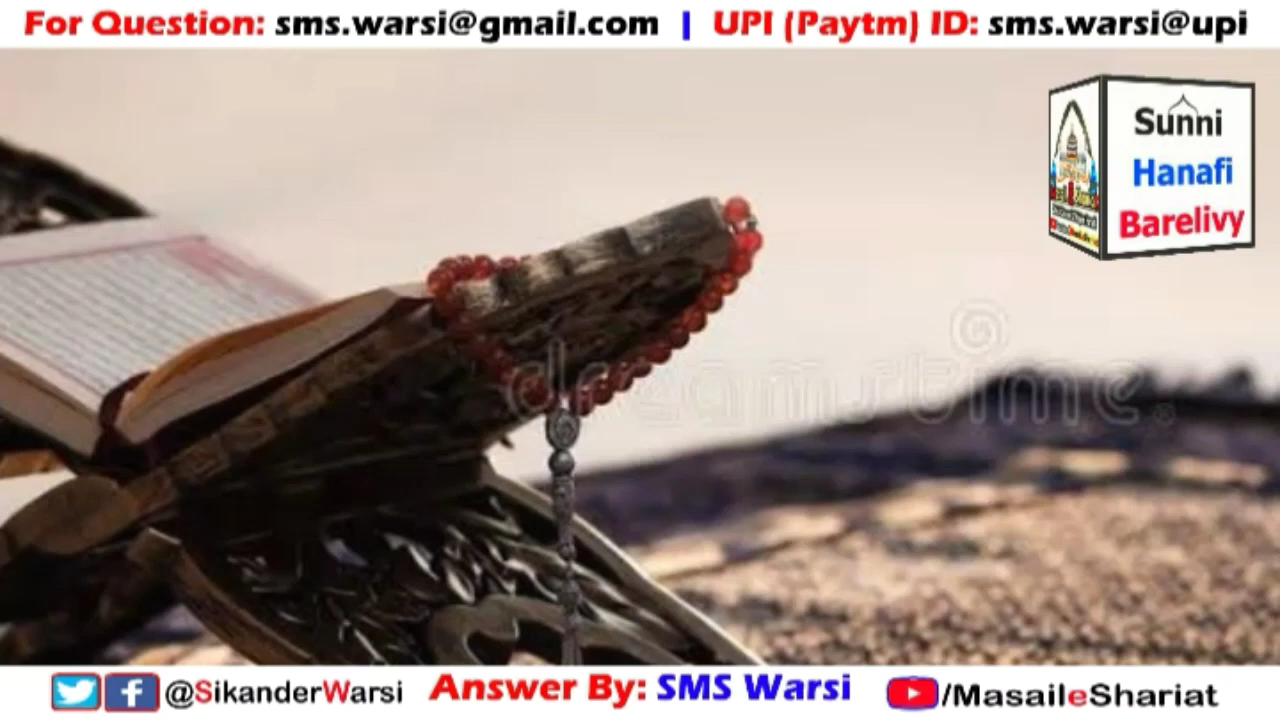 For Question: sms.warsi@gmail.com | UPI (Paytm) ID: sms.warsi@upi
Sunni
Hanafi
Barelivy
dreamstime.
@SikanderWarsi Answer By: SMS Warsi /MasaileShariat